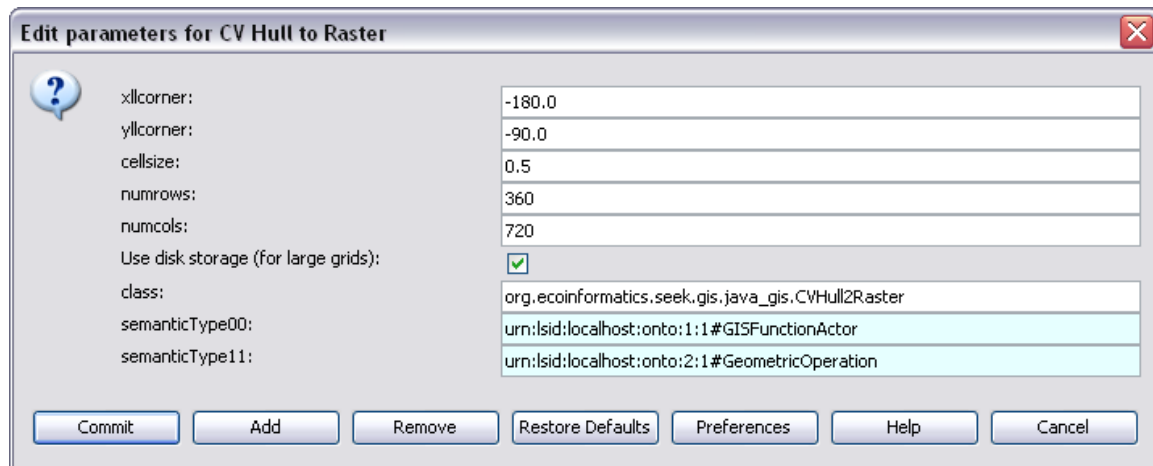 Edit parameters for CV Hull to Raster
xllcorner: -180.0
yllcorner: -90.0
cellsize: 0.5
numrows: 360
numcols: 720
Use disk storage (for large grids):
class: org.ecoinformatics.seek.gis.java_gis.CVHull2Raster
semanticType00: urn:lsid:localhost:onto:1:1#GISFunctionActor
semanticType11: urn:lsid:localhost:onto:2:1#GeometricOperation
Commit Add Remove Restore Defaults Preferences Help Cancel